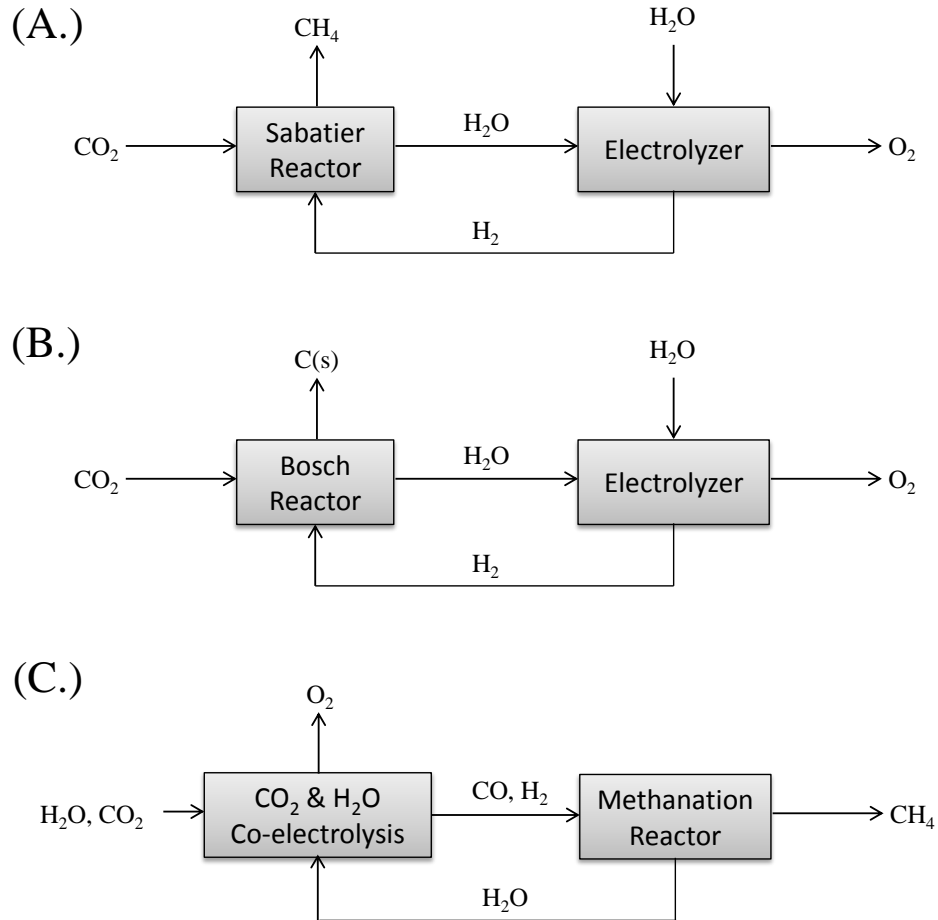 (A.)
CH₄
H₂O
CO₂
Sabatier
Reactor
H₂O
Electrolyzer
O₂
H₂
(B.)
C(s)
H₂O
CO₂
Bosch
Reactor
H₂O
Electrolyzer
O₂
H₂
(C.)
O₂
H₂O, CO₂
CO₂ & H₂O
Co-electrolysis
CO, H₂
Methanation
Reactor
CH₄
H₂O